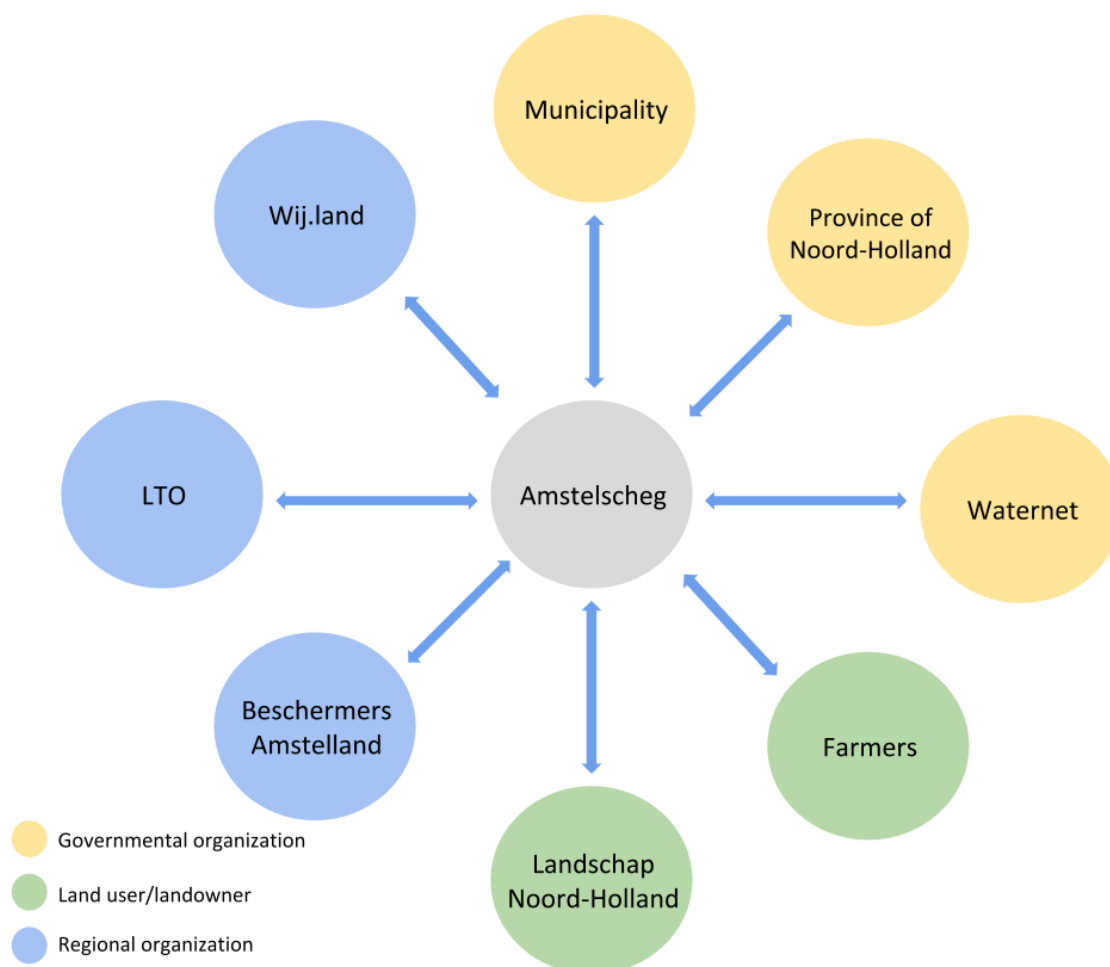 Municipality
Wij.land
Province of
Noord-Holland
LTO
Amstelscheg
Waternet
Beschermers
Amstelland
Farmers
Landschap
Noord-Holland
Governmental organization
Land user/landowner
Regional organization